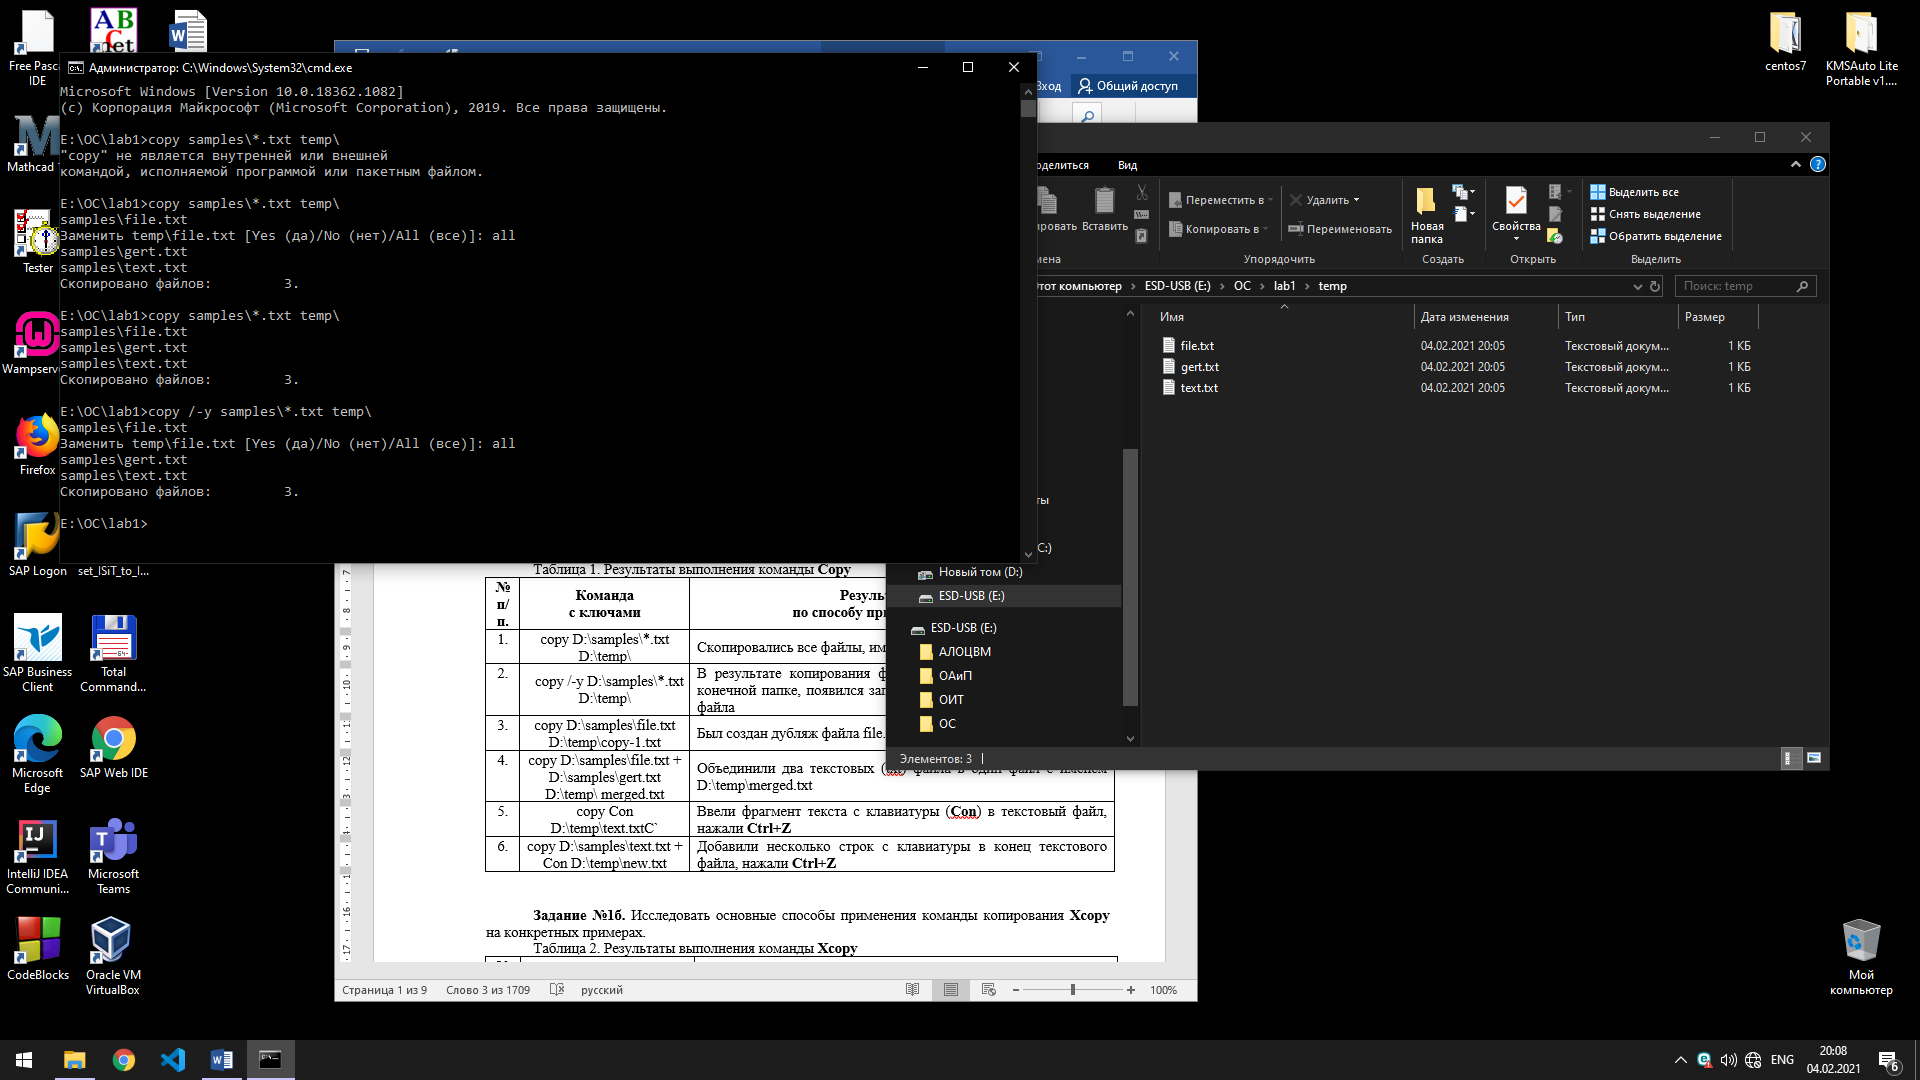 Free Pasc
IDE
Mathcad
Tester
Wampserv
Firefox
SAP Logon
set_ISiT_to_l...
SAP Business
Client
Total
Command...
Microsoft
Edge
SAP Web IDE
IntelliJ IDEA
Communi...
Microsoft
Teams
CodeBlocks
Oracle VM
VirtualBox
centos7
KMSAuto Lite
Portable v1....
Мой
компьютер
Администратор: C:\Windows\System32\cmd.exe
Microsoft Windows [Version 10.0.18362.1082]
(c) Корпорация Майкрософт (Microsoft Corporation), 2019. Все права защищены.
E:\OC\lab1>copy samples\*.txt temp\
"copy" не является внутренней или внешней
командой, исполняемой программой или пакетным файлом.
E:\OC\lab1>copy samples\*.txt temp\
samples\file.txt
Заменить temp\file.txt [Yes (да)/No (нет)/All (все)]: all
samples\gert.txt
samples\text.txt
Скопировано файлов:         3.
E:\OC\lab1>copy samples\*.txt temp\
samples\file.txt
samples\gert.txt
samples\text.txt
Скопировано файлов:         3.
E:\OC\lab1>copy /-y samples\*.txt temp\
samples\file.txt
Заменить temp\file.txt [Yes (да)/No (нет)/All (все)]: all
samples\gert.txt
samples\text.txt
Скопировано файлов:         3.
E:\OC\lab1>
Вход
Общий доступ
оделиться
Вид
ировать
Вставить
Переместить в
Копировать в
Удалить
Переименовать
Новая
папка
Свойства
Выделить все
Снять выделение
Обратить выделение
мена
Упорядочить
Создать
Открыть
Выделить
Этот компьютер > ESD-USB (E:) > ОС > lab1 > temp
Поиск: temp
Имя
Дата изменения
Тип
Размер
file.txt 04.02.2021 20:05 Текстовый докум... 1 КБ
gert.txt 04.02.2021 20:05 Текстовый докум... 1 КБ
text.txt 04.02.2021 20:05 Текстовый докум... 1 КБ
ты
C:)
Новый том (D:)
ESD-USB (E:)
ESD-USB (E:)
АЛОЦВМ
ОАиП
ОИТ
ОС
Элементов: 3
Таблица 1. Результаты выполнения команды Copy
№
п/
п.
Команда
с ключами
Резуль
по способу при
1.
copy D:\samples\*.txt
D:\temp\
Скопировались все файлы, им
2.
copy /-y D:\samples\*.txt
D:\temp\
В результате копирования ф
конечной папке, появился зап
файла
3.
copy D:\samples\file.txt
D:\temp\copy-1.txt
Был создан дубляж файла file.
4.
copy D:\samples\file.txt +
D:\samples\gert.txt
D:\temp\ merged.txt
Объединили два текстовых файла в один файл с именем
D:\temp\merged.txt
5.
copy Con
D:\temp\text.txtC`
Ввели фрагмент текста с клавиатуры (Con) в текстовый файл,
нажали Ctrl+Z
6.
copy D:\samples\text.txt +
Con D:\temp\new.txt
Добавили несколько строк с клавиатуры в конец текстового
файла, нажали Ctrl+Z
Задание №1б. Исследовать основные способы применения команды копирования Xcopy
на конкретных примерах.
Таблица 2. Результаты выполнения команды Xcopy
Страница 1 из 9
Слово 3 из 1709
русский
100%
ENG
20:08
04.02.2021
6